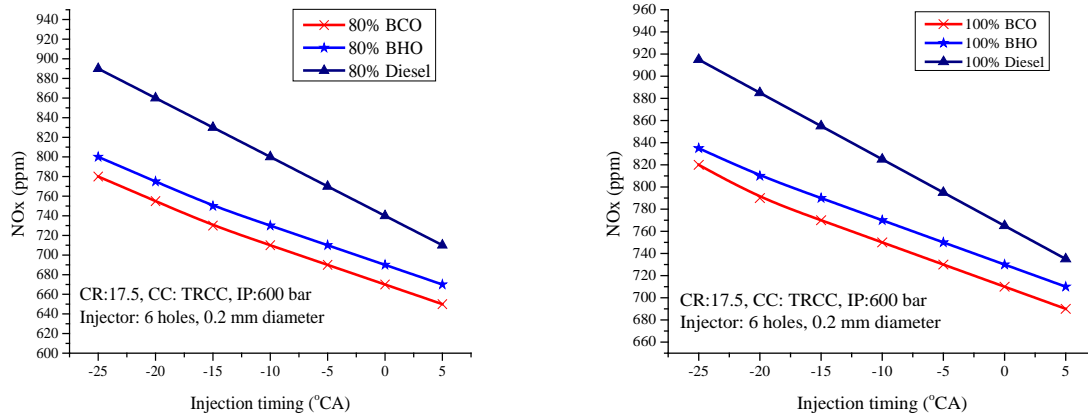 NOx (ppm)
940
920
900
880
860
840
820
800
780
760
740
720
700
680
660
640
620
600
80% BCO
80% BHO
80% Diesel
CR:17.5, CC: TRCC, IP:600 bar
Injector: 6 holes, 0.2 mm diameter
-25 -20 -15 -10 -5 0 5
Injection timing (°CA)
NOx (ppm)
960
940
920
900
880
860
840
820
800
780
760
740
720
700
680
660
100% BCO
100% BHO
100% Diesel
CR:17.5, CC: TRCC, IP:600 bar
Injector: 6 holes, 0.2 mm diameter
-25 -20 -15 -10 -5 0 5
Injection timing (°CA)